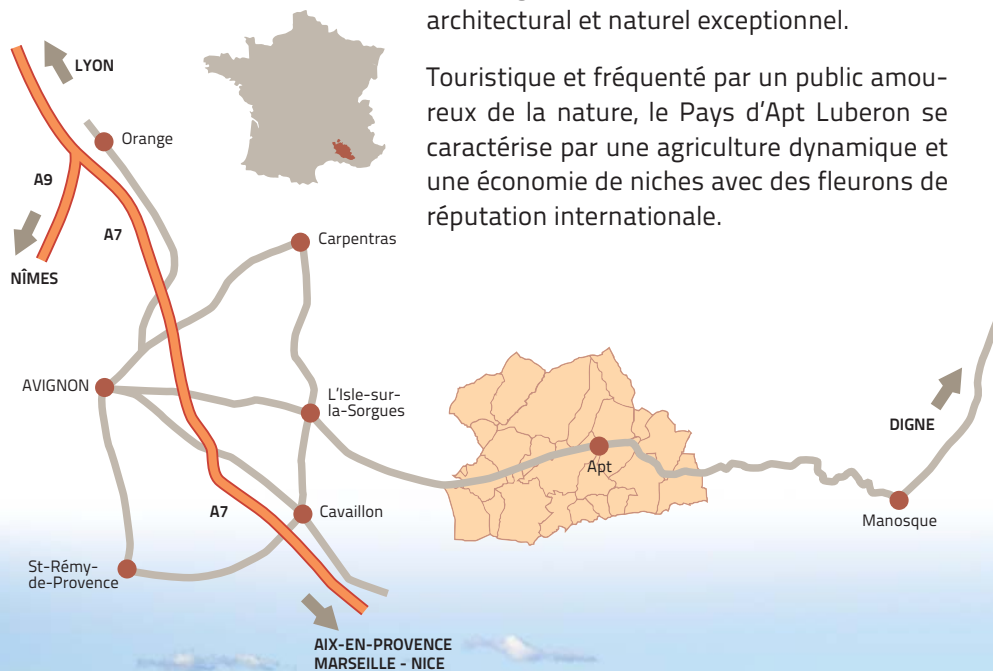 architectural et naturel exceptionnel.
Touristique et fréquenté par un public amou-
reux de la nature, le Pays d'Apt Luberon se
caractérise par une agriculture dynamique et
une économie de niches avec des fleurons de
réputation internationale.
LYON
Orange
A9
A7
NÎMES
Carpentras
AVIGNON
L'Isle-sur-
la-Sorgues
Apt
DIGNE
Manosque
A7
Cavaillon
St-Rémy-
de-Provence
AIX-EN-PROVENCE
MARSEILLE - NICE